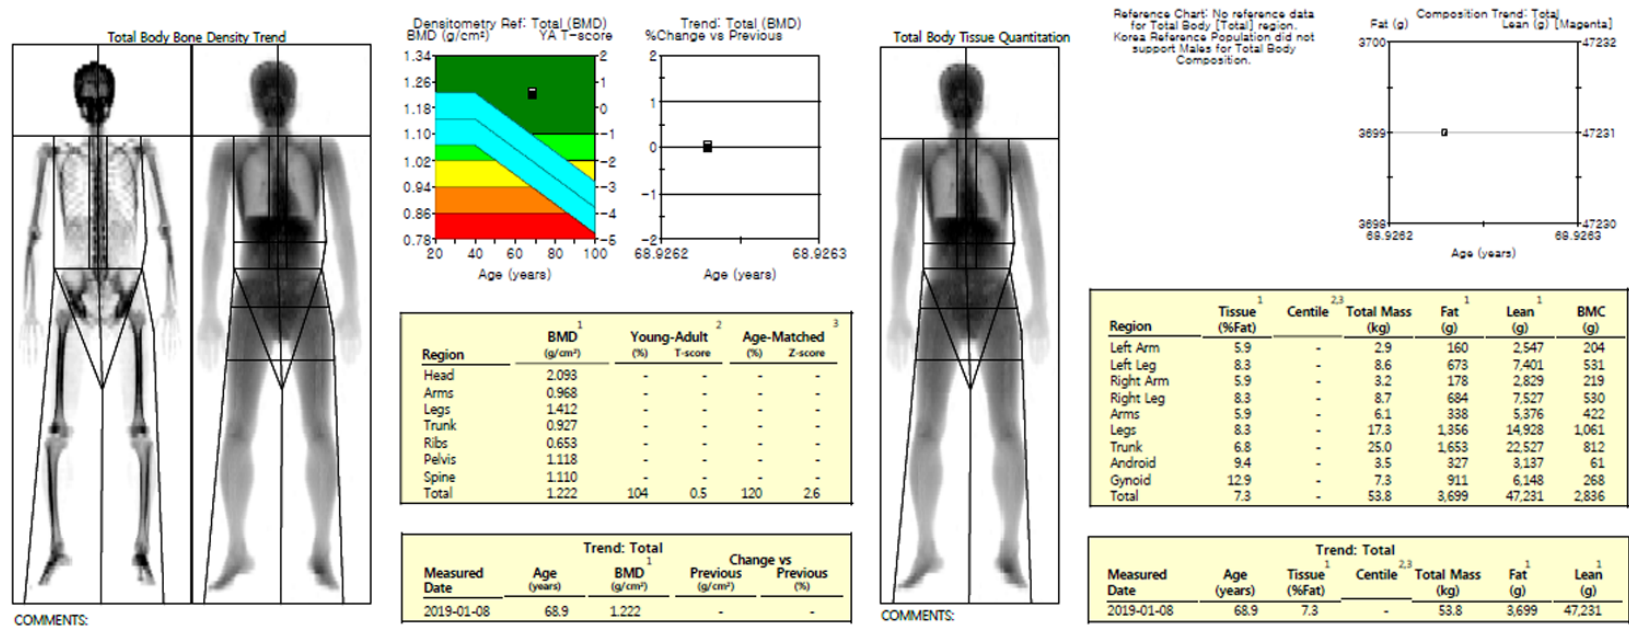 Total Body Bone Density Trend
COMMENTS:
Densitometry Ref: Total (BMD)
BMD (g/cm²) YA T-score
1.34 2
1.26 1
1.18 0
1.10 -1
1.02 -2
0.94 -3
0.86 -4
0.78 -5
20 40 60 80 100
Age (years)
Trend: Total (BMD)
%Change vs Previous
2
1
0
-1
-2
68.9262 68.9263
Age (years)
Region BMD 1 (g/cm²) Young-Adult 2 (%) T-score Age-Matched 3 (%) Z-score
Head 2.093 - - - -
Arms 0.968 - - - -
Legs 1.412 - - - -
Trunk 0.927 - - - -
Ribs 0.653 - - - -
Pelvis 1.118 - - - -
Spine 1.110 - - - -
Total 1.222 104 0.5 120 2.6
Trend: Total
Change vs
Measured Date Age (years) BMD 1 (g/cm²) Previous (g/cm²) Previous (%)
2019-01-08 68.9 1.222 - -
Total Body Tissue Quantitation
COMMENTS:
Reference Chart: No reference data
for Total Body [Total] region.
Korea Reference Population did not
support Males for Total Body
Composition.
Composition Trend: Total
Fat (g) Lean (g) [Magenta]
3700 47232
3699 47231
3698 47230
68.9262 68.9263
Age (years)
Region Tissue 1 (%Fat) Centile 2,3 Total Mass (kg) Fat 1 (g) Lean 1 (g) BMC (g)
Left Arm 5.9 - 2.9 160 2,547 204
Left Leg 8.3 - 8.6 673 7,401 531
Right Arm 5.9 - 3.2 178 2,829 219
Right Leg 8.3 - 8.7 684 7,527 530
Arms 5.9 - 6.1 338 5,376 422
Legs 8.3 - 17.3 1,356 14,928 1,061
Trunk 6.8 - 25.0 1,653 22,527 812
Android 9.4 - 3.5 327 3,137 61
Gynoid 12.9 - 7.3 911 6,148 268
Total 7.3 - 53.8 3,699 47,231 2,836
Trend: Total
Measured Date Age (years) Tissue 1 (%Fat) Centile 2,3 Total Mass (kg) Fat 1 (g) Lean 1 (g)
2019-01-08 68.9 7.3 - 53.8 3,699 47,231